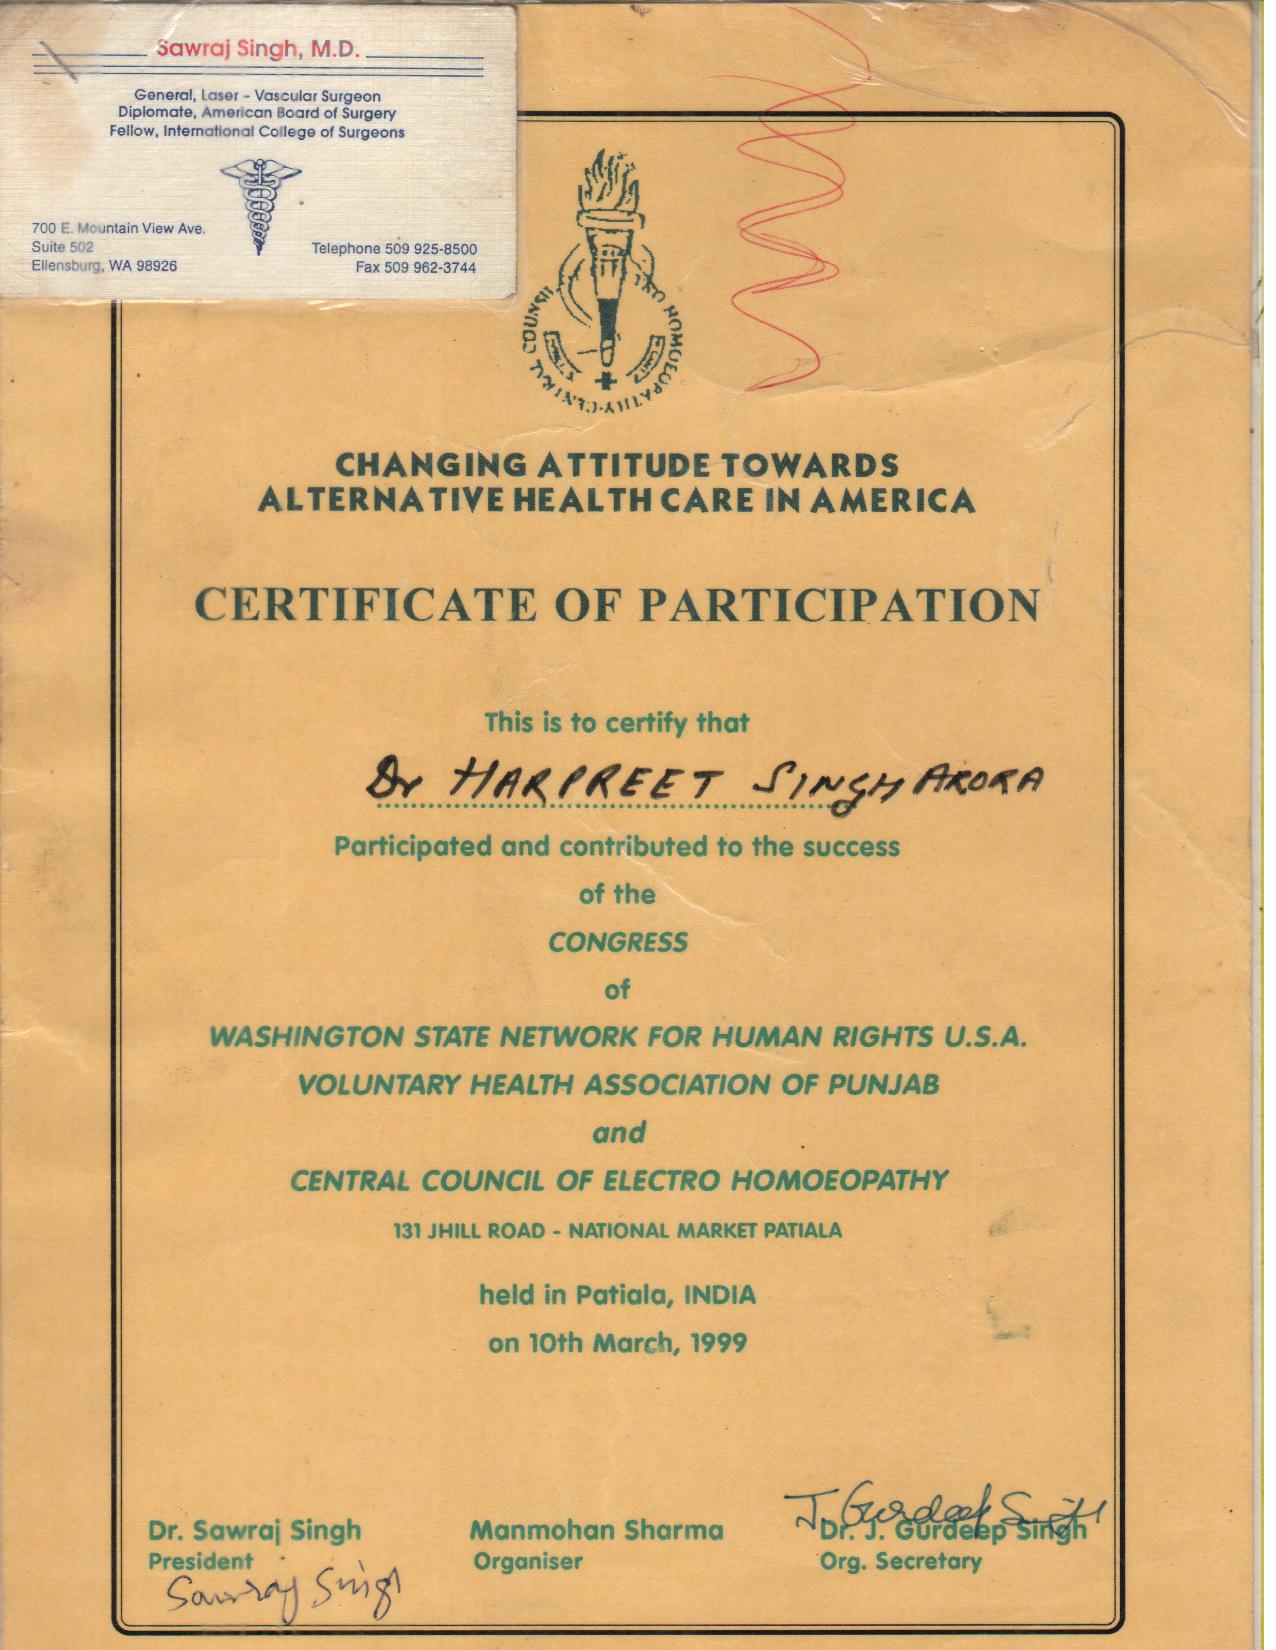 Sawraj Singh, M.D.
General, Laser - Vascular Surgeon
Diplomate, American Board of Surgery
Fellow, International College of Surgeons
700 E. Mountain View Ave.
Suite 502
Ellensburg, WA 98926
Telephone 509 925-8500
Fax 509 962-3744
CHANGING ATTITUDE TOWARDS
ALTERNATIVE HEALTH CARE IN AMERICA
CERTIFICATE OF PARTICIPATION
This is to certify that
Dr HARPREET SINGH ARORA
Participated and contributed to the success
of the
CONGRESS
of
WASHINGTON STATE NETWORK FOR HUMAN RIGHTS U.S.A.
VOLUNTARY HEALTH ASSOCIATION OF PUNJAB
and
CENTRAL COUNCIL OF ELECTRO HOMOEOPATHY
131 JHILL ROAD - NATIONAL MARKET PATIALA
held in Patiala, INDIA
on 10th March, 1999
J. Gurdeep Singh
Dr. Sawraj Singh
President
Sawraj Singh
Manmohan Sharma
Organiser
Dr. J. Gurdeep Singh
Org. Secretary